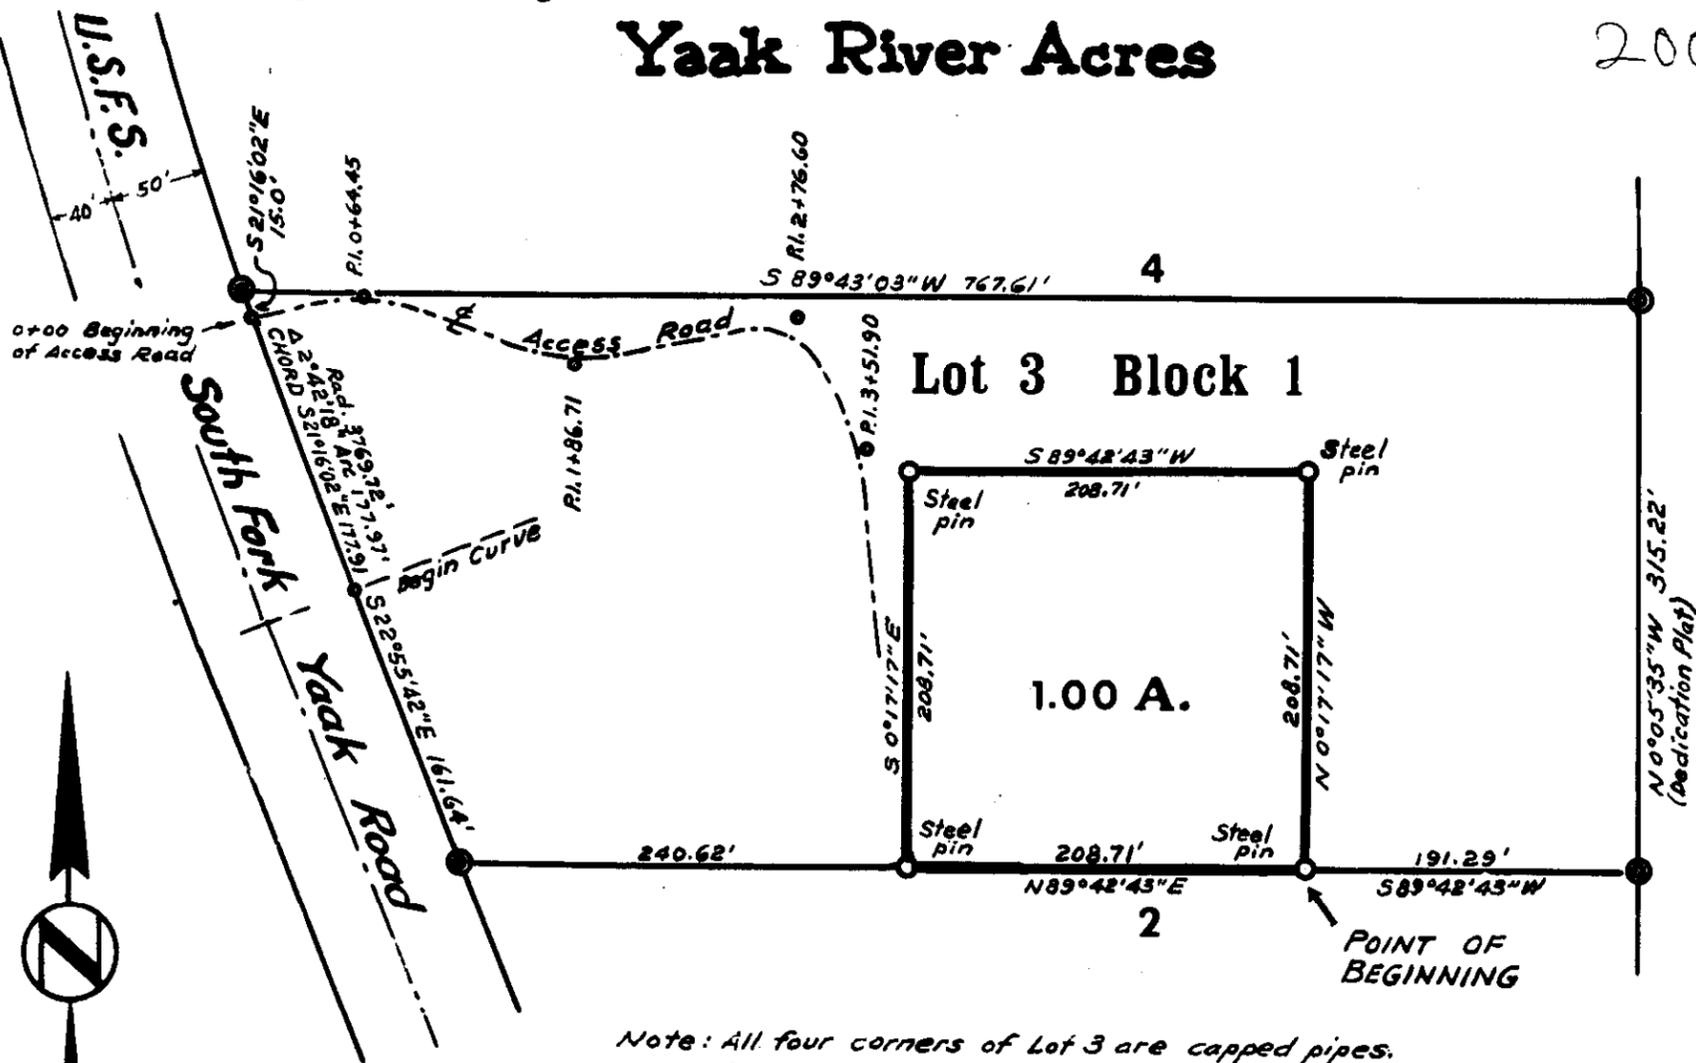 Yaak River Acres
200
U.S.F.S.
40'
50'
S21°16'02"E
15.0'
P.I. 0+64.45
P.I. 2+76.60
S 89°43'03"W 767.61'
4
0+00 Beginning
of Access Road
Access Road
P.I. 1+86.71
P.I. 3+51.90
Lot 3 Block 1
Rad. 3769.72'
Δ 2°42'18" Arc 177.97'
CHORD S21°16'02"E 177.91
Begin Curve
S22°55'42"E 161.64'
South Fork Yaak Road
S 89°42'43"W
208.71'
Steel
pin
Steel
pin
S 0°17'17"E
208.71'
1.00 A.
208.71'
N 0°17'17"W
N 0°05'35"W 315.22'
(Dedication Plat)
Steel
pin
Steel
pin
240.62'
208.71'
N89°42'43"E
191.29'
S89°42'43"W
2
POINT OF
BEGINNING
N
Note: All four corners of Lot 3 are capped pipes.